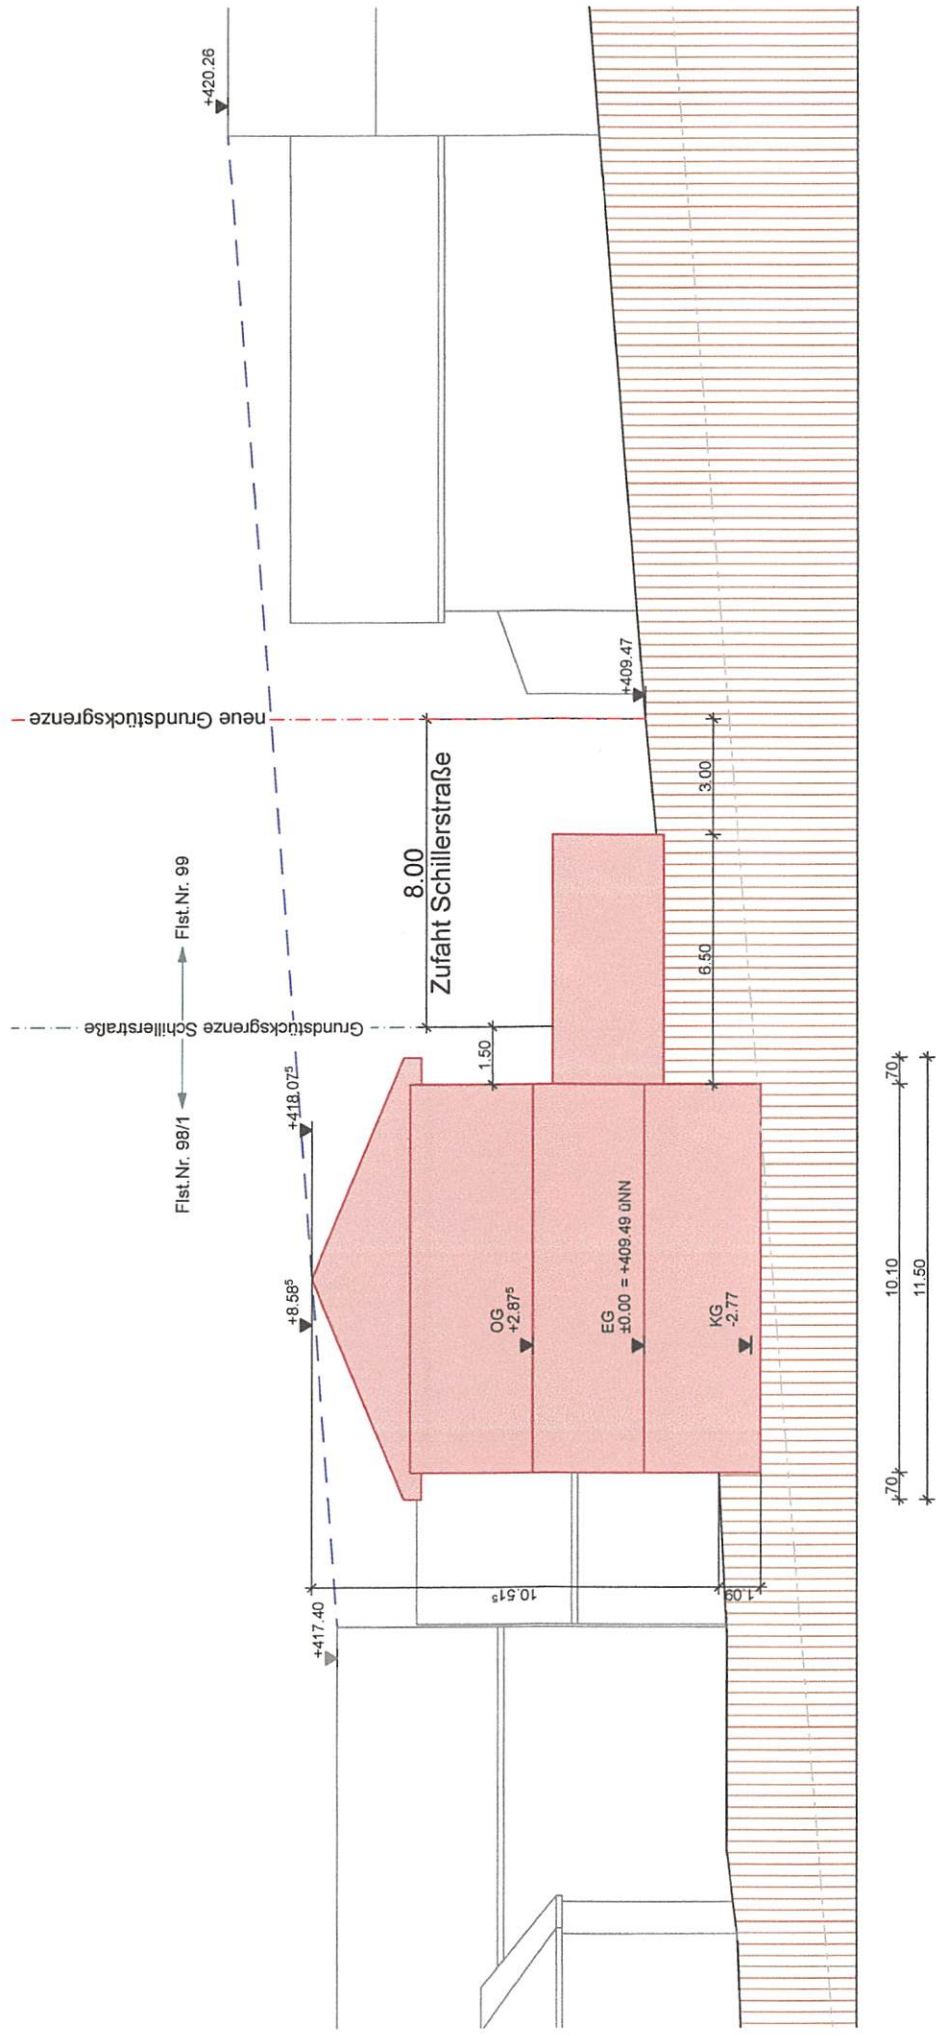 +420.26
neue Grundstücksgrenze
Flst.Nr. 98/1
Flst.Nr. 99
Grundstücksgrenze Schillerstraße
+418.07⁵
+8.58⁵
+417.40
8.00
Zufaht Schillerstraße
1.50
+409.47
3.00
6.50
OG
+2.87⁵
EG
±0.00 = +409.49 üNN
KG
-2.77
10.51⁵
1.09
70
10.10
70
11.50